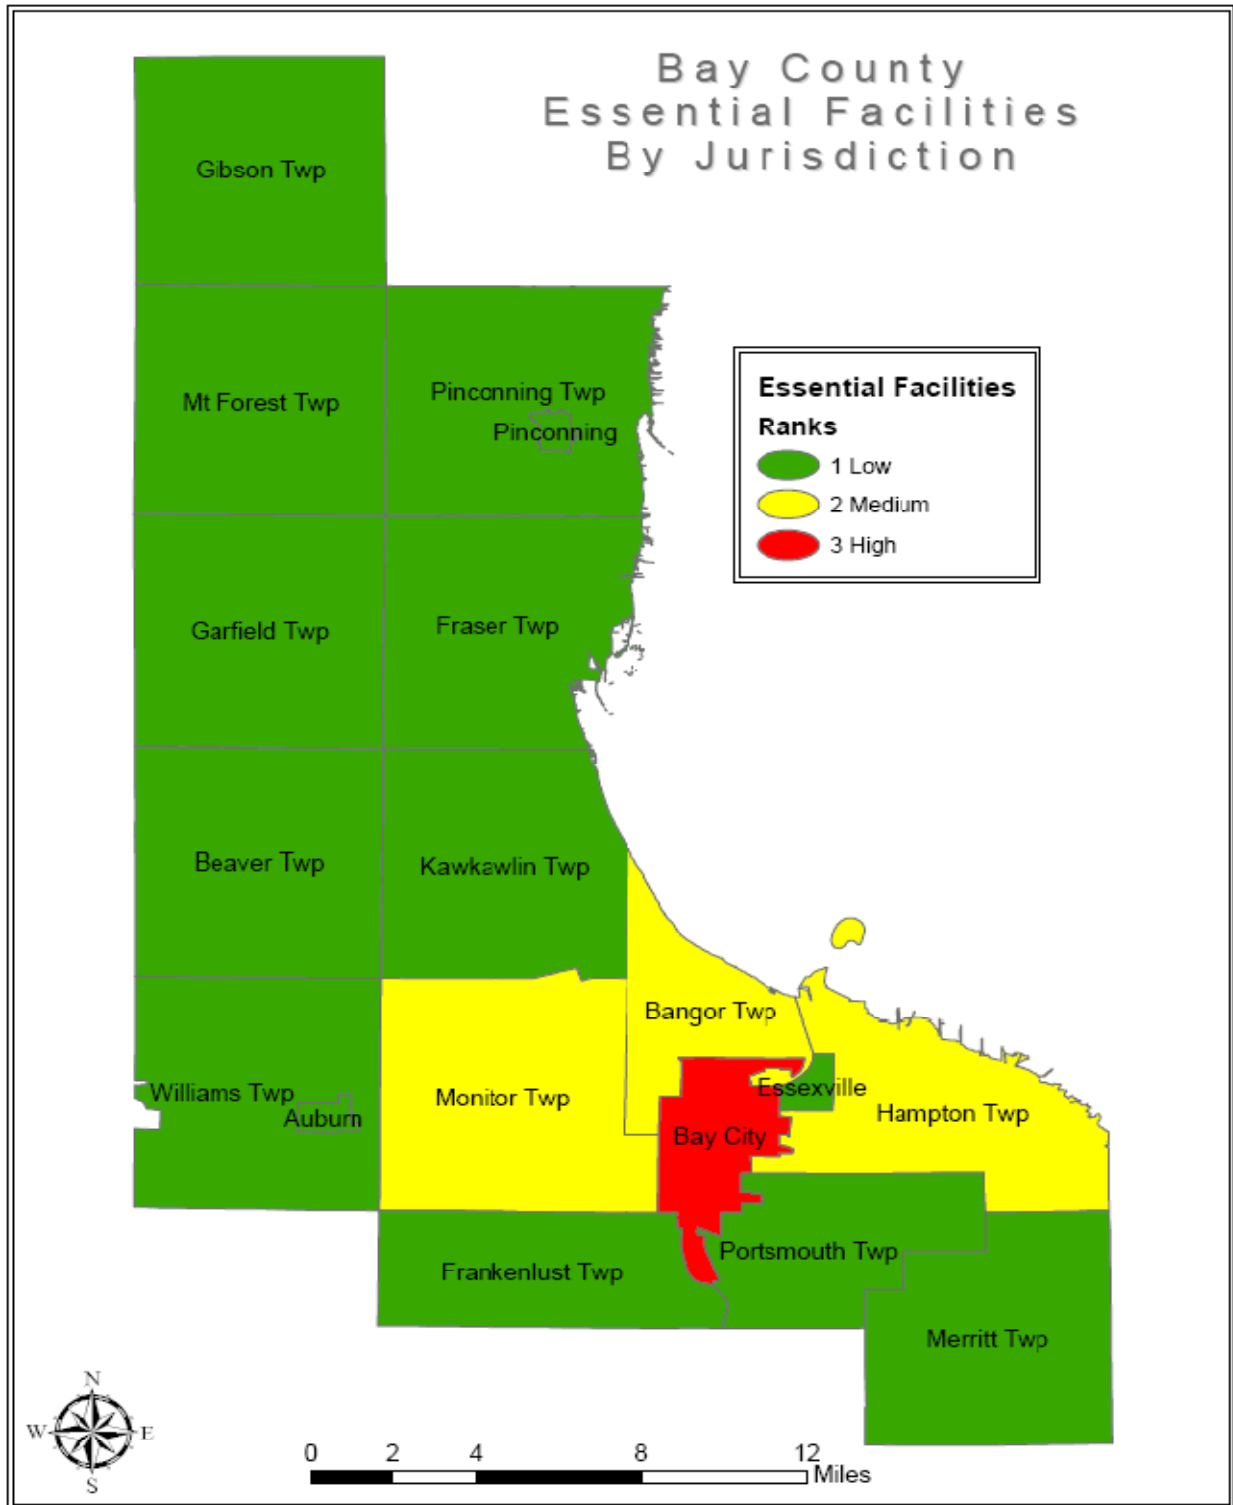 Bay County
Essential Facilities
By Jurisdiction
Gibson Twp
Mt Forest Twp
Pinconning Twp
Pinconning
Essential Facilities
Ranks
1 Low
2 Medium
3 High
Garfield Twp
Fraser Twp
Beaver Twp
Kawkawlin Twp
Bangor Twp
Williams Twp
Auburn
Monitor Twp
Essexville
Bay City
Hampton Twp
Frankenlust Twp
Portsmouth Twp
Merritt Twp
N
W
E
S
0 2 4 8 12
Miles